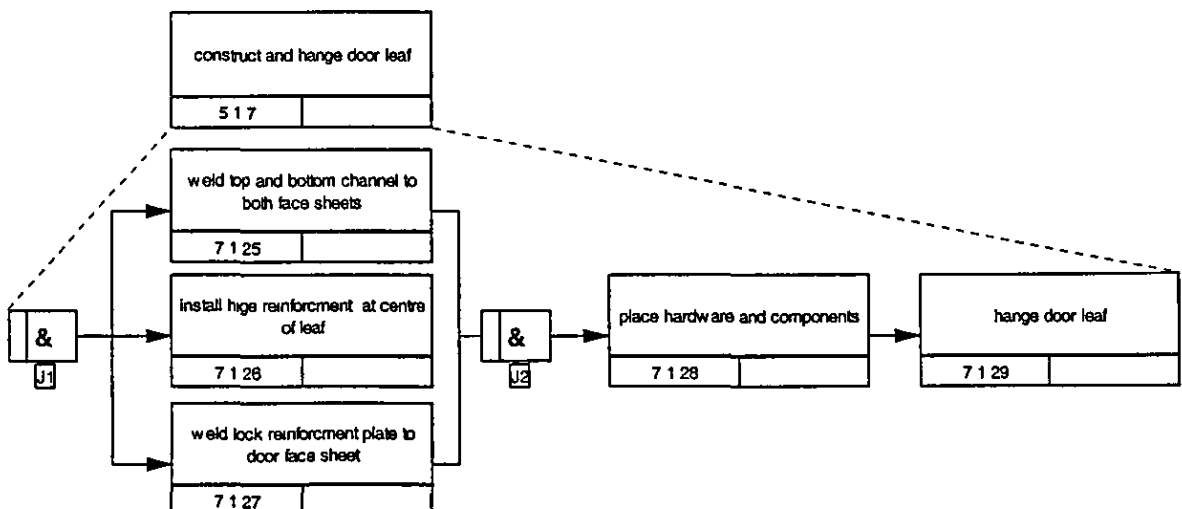 construct and hange door leaf
5 1 7
weld top and bottom channel to
both face sheets
7 1 25
install hige reinforcment at centre
of leaf
7 1 26
weld lock reinforcment plate to
door face sheet
7 1 27
&
J1
&
J2
place hardware and components
7 1 28
hange door leaf
7 1 29